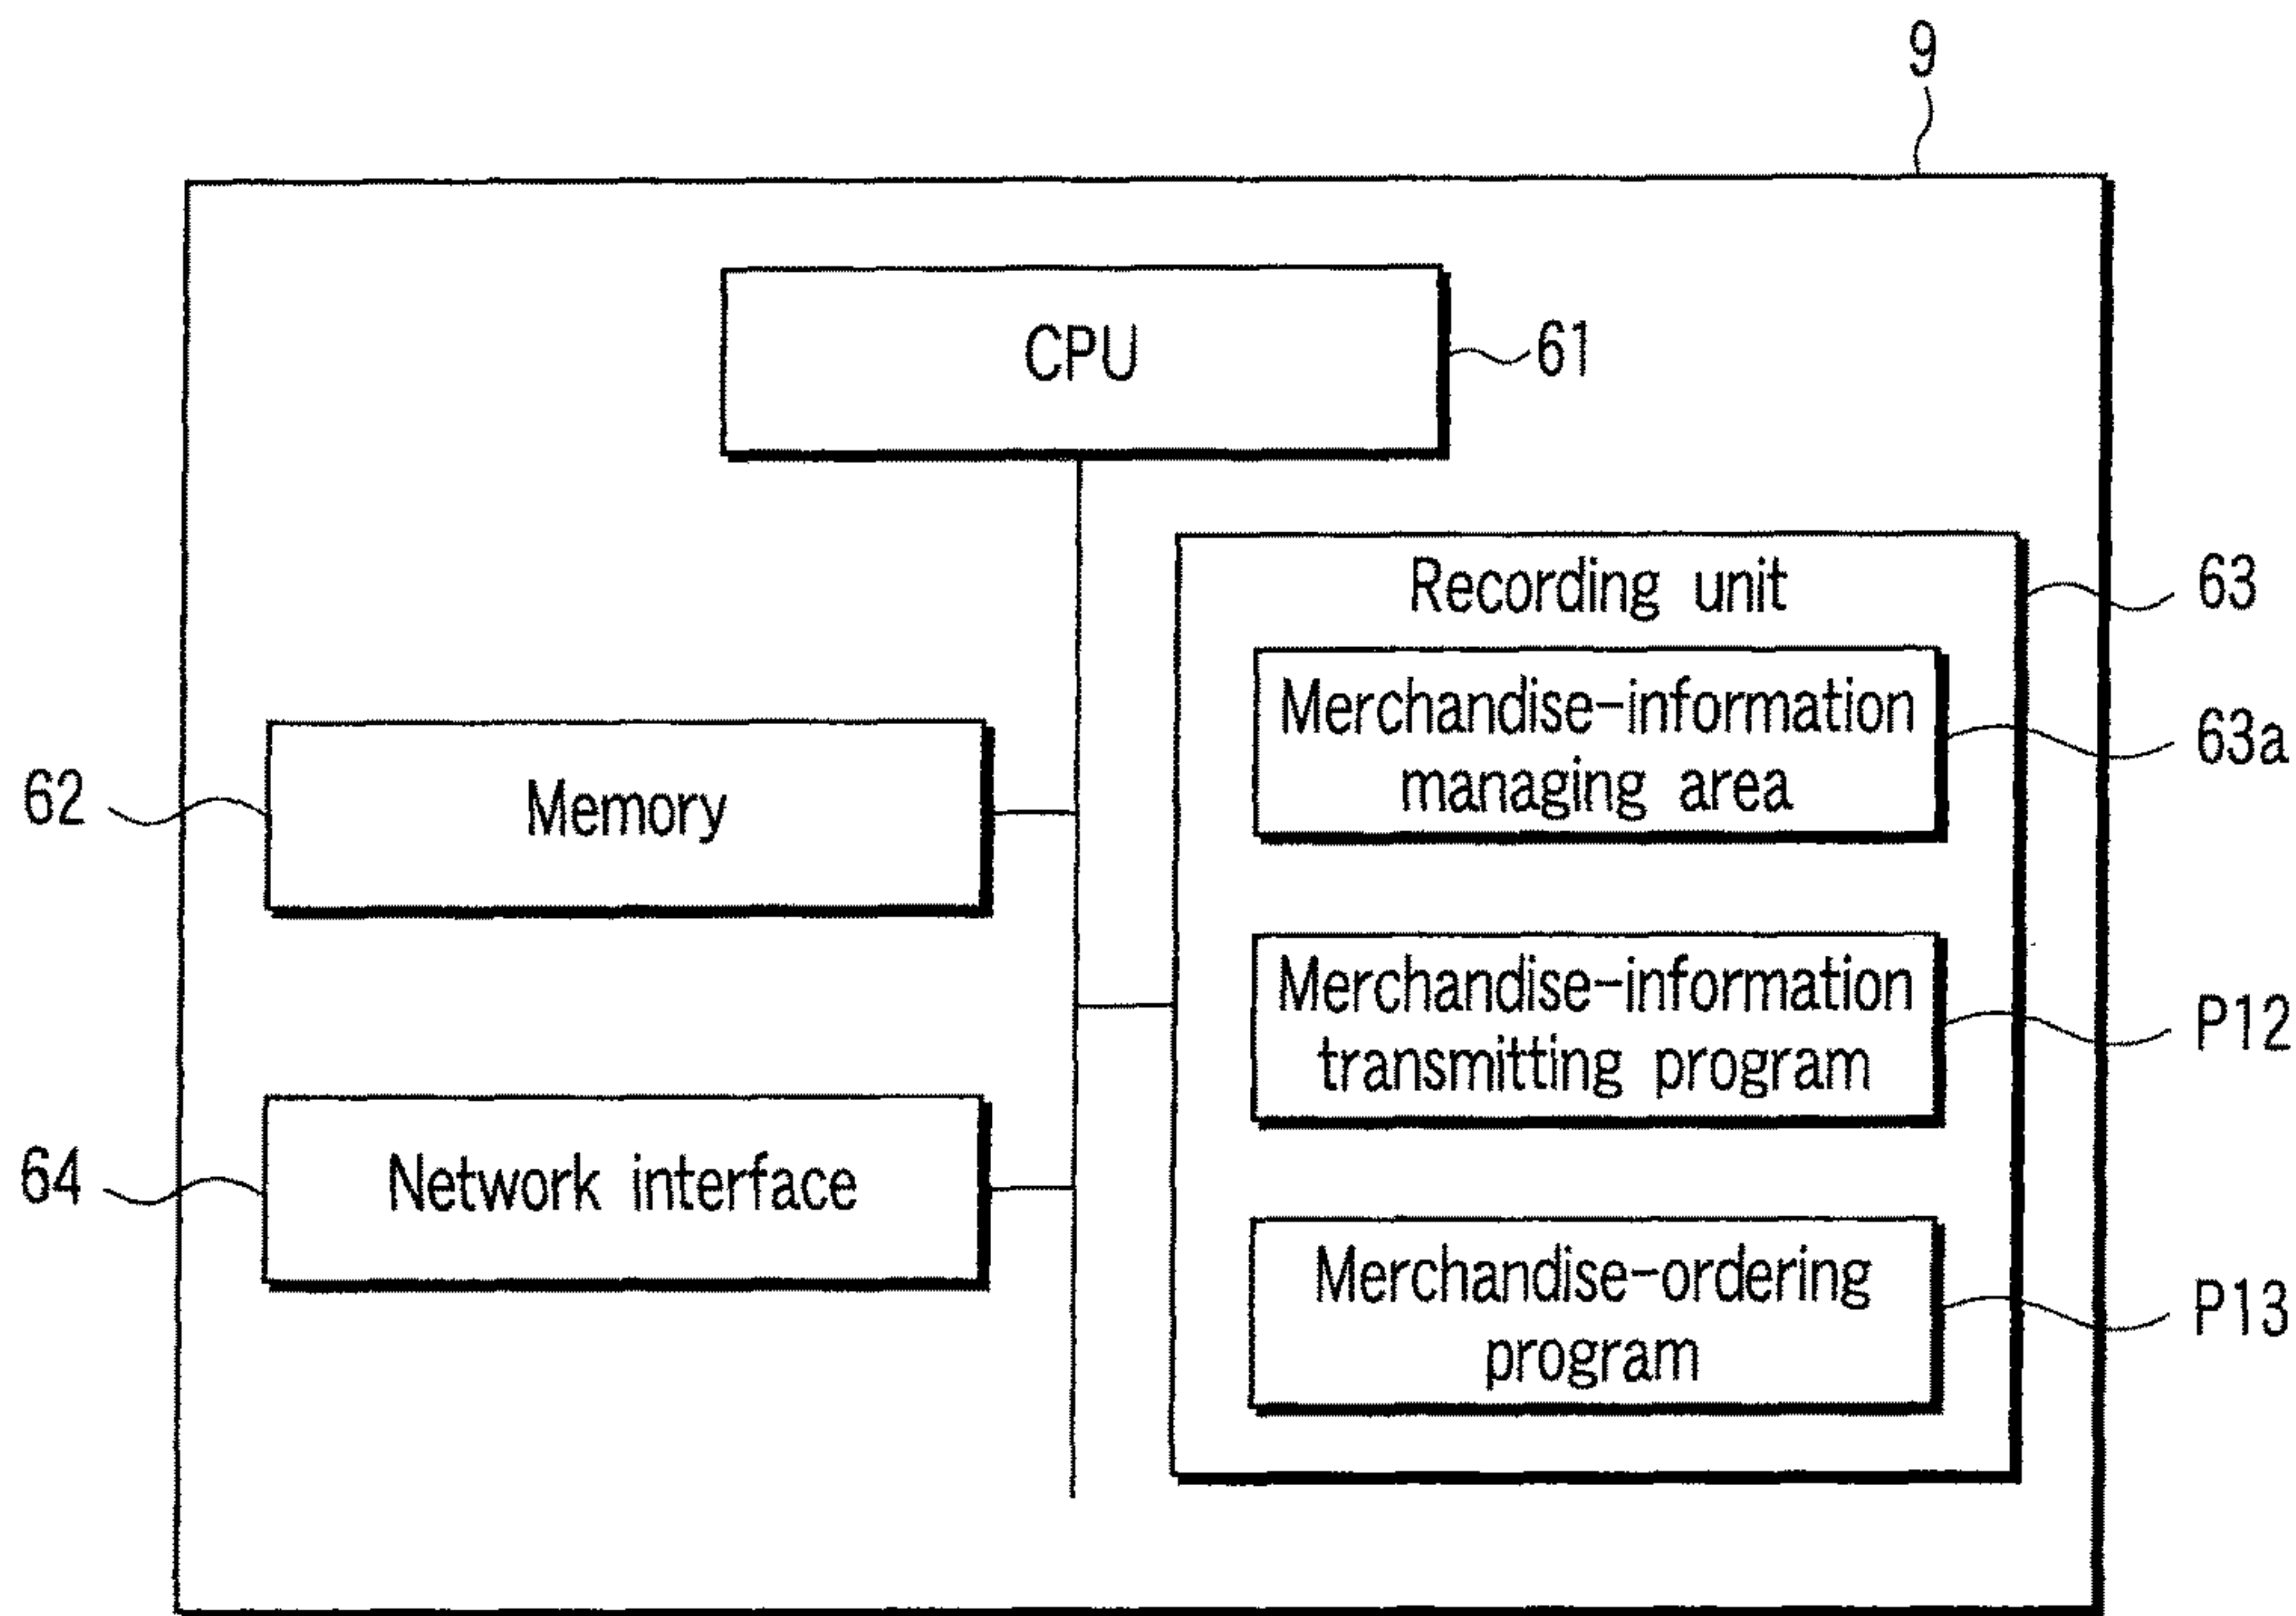 9
CPU
61
Recording unit
63
Merchandise-information
managing area
63a
62
Memory
Merchandise-information
transmitting program
P12
64
Network interface
Merchandise-ordering
program
P13